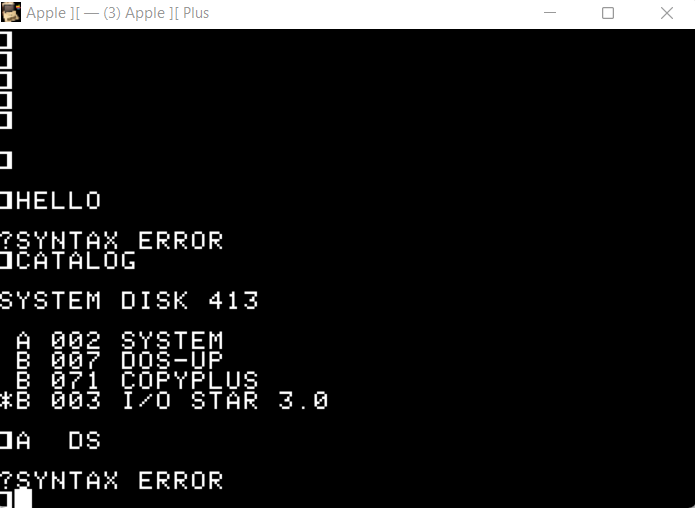 Apple ][ — (3) Apple ][ Plus
]
]
]
]
]
]
]HELLO
?SYNTAX ERROR
]CATALOG
SYSTEM DISK 413
A 002 SYSTEM
B 007 DOS-UP
B 071 COPYPLUS
*B 003 I/O STAR 3.0
]A  DS
?SYNTAX ERROR
]